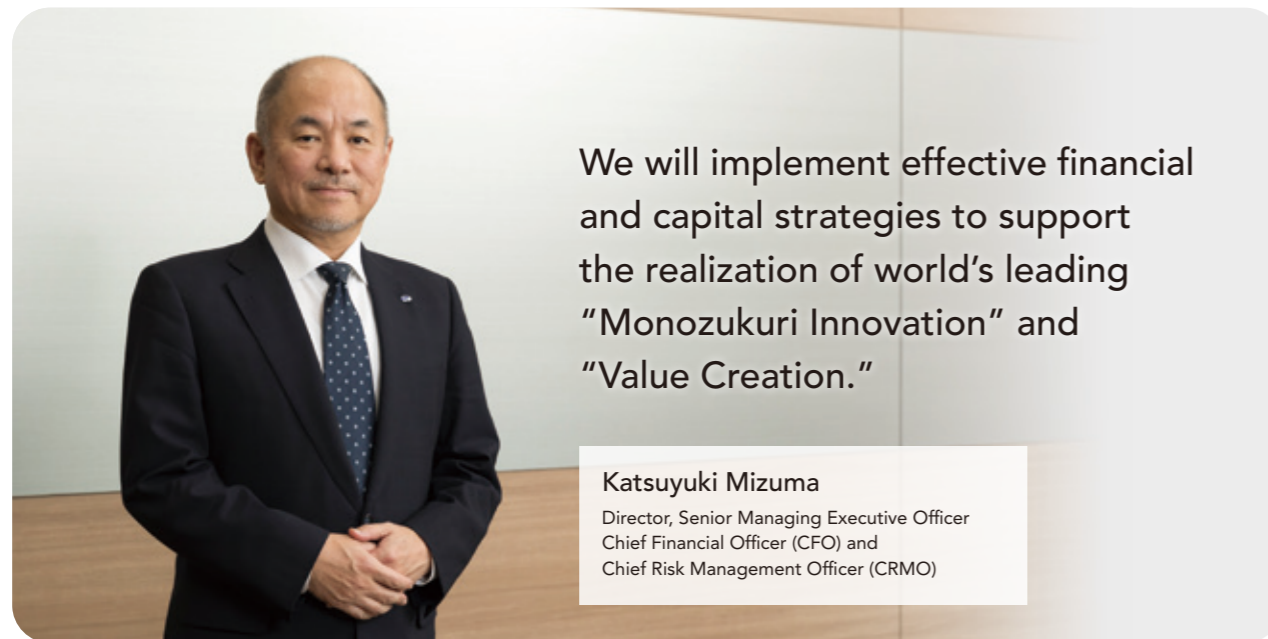 We will implement effective financial
and capital strategies to support
the realization of world’s leading
“Monozukuri Innovation” and
“Value Creation.”
Katsuyuki Mizuma
Director, Senior Managing Executive Officer
Chief Financial Officer (CFO) and
Chief Risk Management Officer (CRMO)